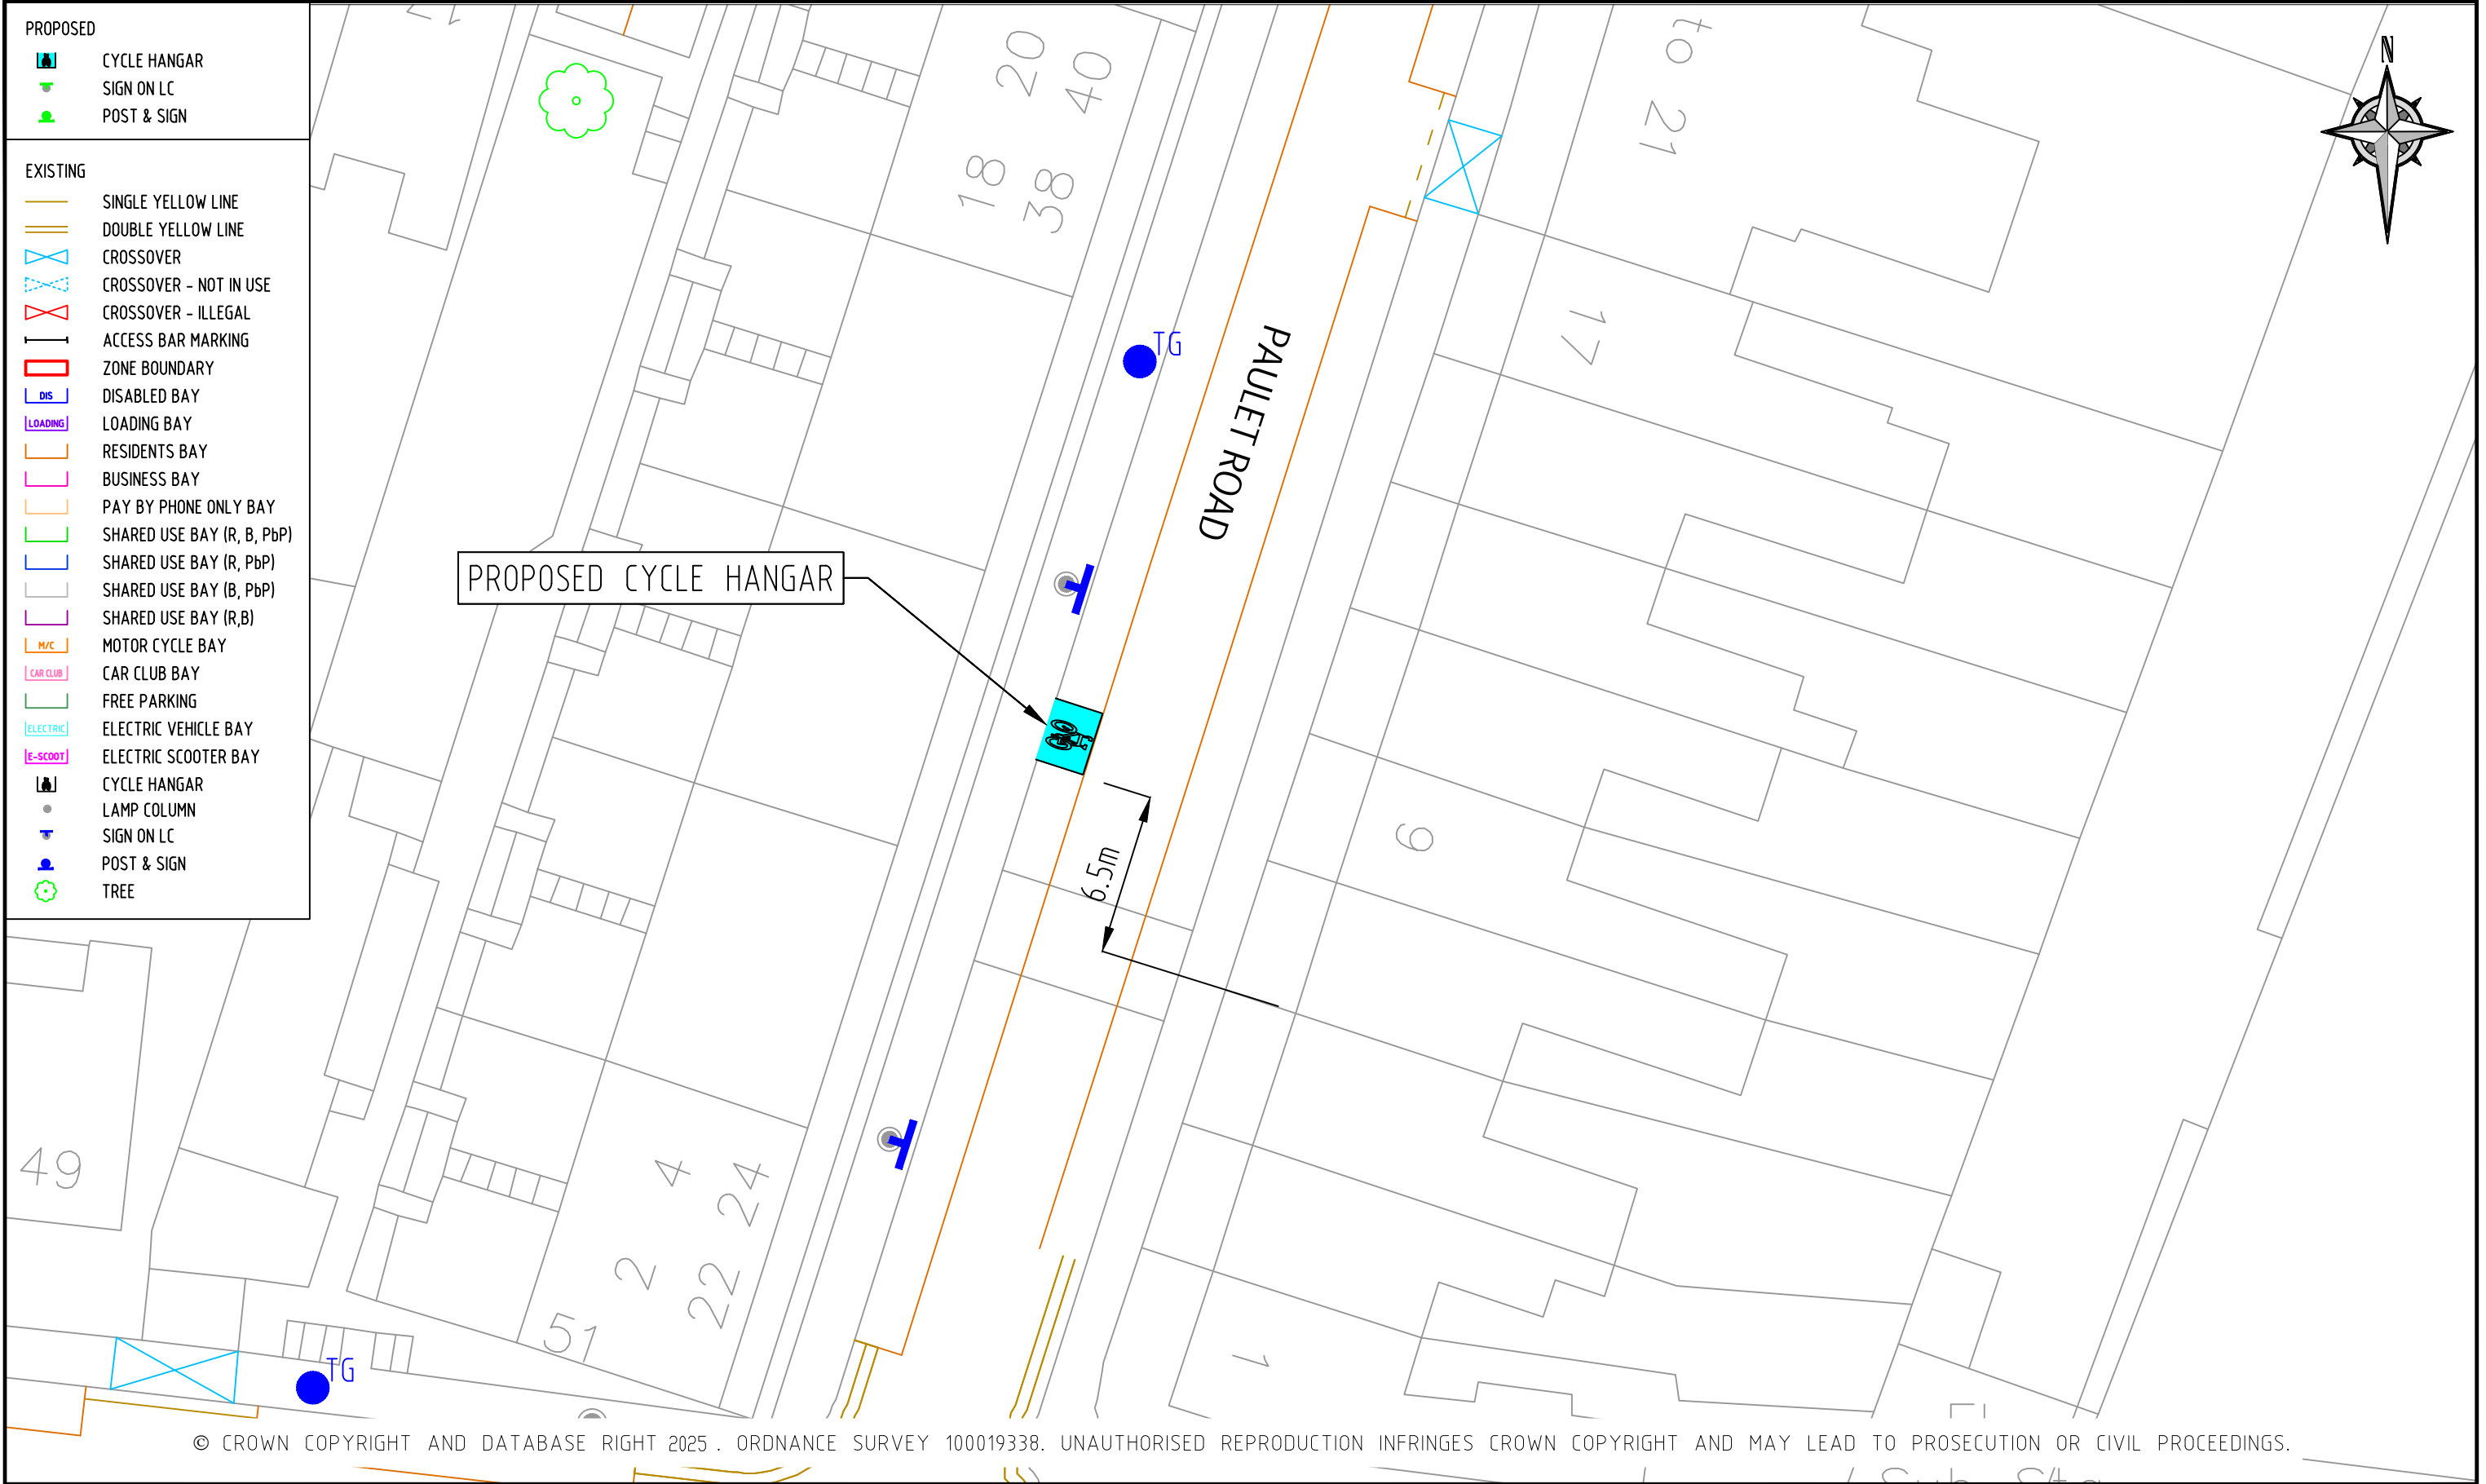 PROPOSED
CYCLE HANGAR
SIGN ON LC
POST & SIGN
EXISTING
SINGLE YELLOW LINE
DOUBLE YELLOW LINE
CROSSOVER
CROSSOVER - NOT IN USE
CROSSOVER - ILLEGAL
ACCESS BAR MARKING
ZONE BOUNDARY
DIS DISABLED BAY
LOADING LOADING BAY
RESIDENTS BAY
BUSINESS BAY
PAY BY PHONE ONLY BAY
SHARED USE BAY (R, B, PbP)
SHARED USE BAY (R, PbP)
SHARED USE BAY (B, PbP)
SHARED USE BAY (R,B)
M/C MOTOR CYCLE BAY
CAR CLUB CAR CLUB BAY
FREE PARKING
ELECTRIC ELECTRIC VEHICLE BAY
E-SCOOT ELECTRIC SCOOTER BAY
CYCLE HANGAR
LAMP COLUMN
SIGN ON LC
POST & SIGN
TREE
N
18 20
38 40
to 21
17
TG
PAULET ROAD
PROPOSED CYCLE HANGAR
6.5m
9
49
2 4
22 24
51
1
TG
© CROWN COPYRIGHT AND DATABASE RIGHT 2025 . ORDNANCE SURVEY 100019338. UNAUTHORISED REPRODUCTION INFRINGES CROWN COPYRIGHT AND MAY LEAD TO PROSECUTION OR CIVIL PROCEEDINGS.